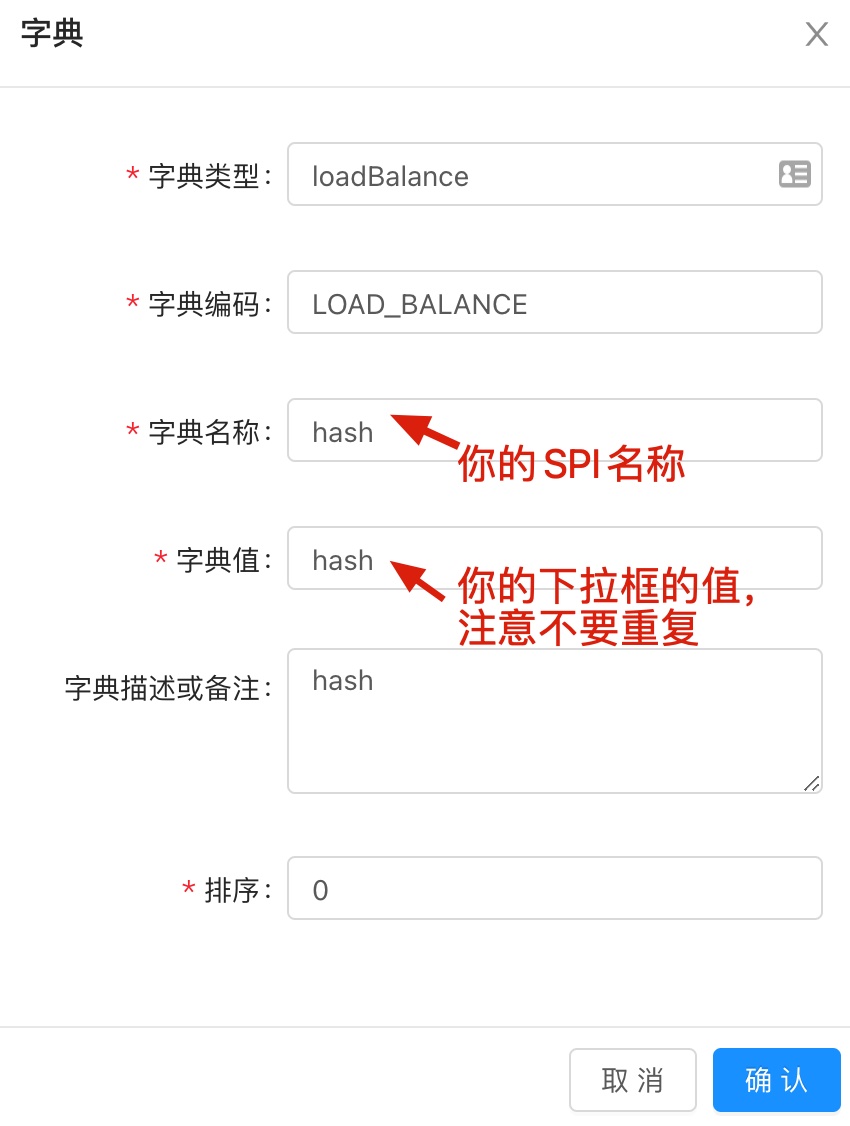 字典
* 字典类型: loadBalance
* 字典编码: LOAD_BALANCE
* 字典名称: hash
你的SPI名称
* 字典值: hash
你的下拉框的值，
注意不要重复
字典描述或备注: hash
* 排序: 0
取 消 确 认